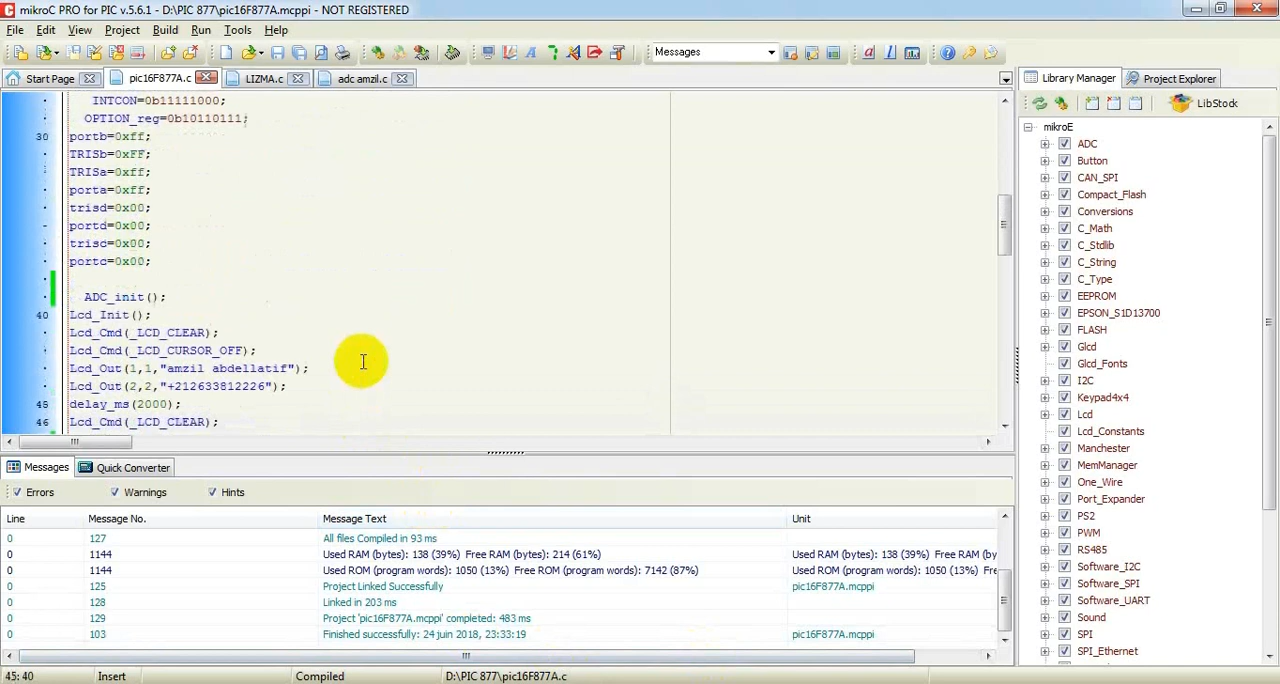 mikroC PRO for PIC v.5.6.1 - D:\PIC 877\pic16F877A.mcppi - NOT REGISTERED
File Edit View Project Build Run Tools Help
Messages
Start Page pic16F877A.c LIZMA.c adc amzil.c
Library Manager Project Explorer
LibStock
INTCON=0b11111000;
OPTION_reg=0b10110111;
30 portb=0xff;
TRISb=0xFF;
TRISa=0xff;
porta=0xff;
trisd=0x00;
portd=0x00;
trisc=0x00;
portc=0x00;
ADC_init();
40 Lcd_Init();
Lcd_Cmd(_LCD_CLEAR);
Lcd_Cmd(_LCD_CURSOR_OFF);
Lcd_Out(1,1,"amzil abdellatif");
Lcd_Out(2,2,"+212633812226");
45 delay_ms(2000);
46 Lcd_Cmd(_LCD_CLEAR);
mikroE
ADC
Button
CAN_SPI
Compact_Flash
Conversions
C_Math
C_Stdlib
C_String
C_Type
EEPROM
EPSON_S1D13700
FLASH
Glcd
Glcd_Fonts
I2C
Keypad4x4
Lcd
Lcd_Constants
Manchester
MemManager
One_Wire
Port_Expander
PS2
PWM
RS485
Software_I2C
Software_SPI
Software_UART
Sound
SPI
SPI_Ethernet
Messages Quick Converter
Errors Warnings Hints
Line Message No. Message Text Unit
0 127 All files Compiled in 93 ms
0 1144 Used RAM (bytes): 138 (39%) Free RAM (bytes): 214 (61%) Used RAM (bytes): 138 (39%) Free RAM (by
0 1144 Used ROM (program words): 1050 (13%) Free ROM (program words): 7142 (87%) Used ROM (program words): 1050 (13%) Fre
0 125 Project Linked Successfully pic16F877A.mcppi
0 128 Linked in 203 ms
0 129 Project 'pic16F877A.mcppi' completed: 483 ms
0 103 Finished successfully: 24 juin 2018, 23:33:19 pic16F877A.mcppi
45: 40 Insert Compiled D:\PIC 877\pic16F877A.c